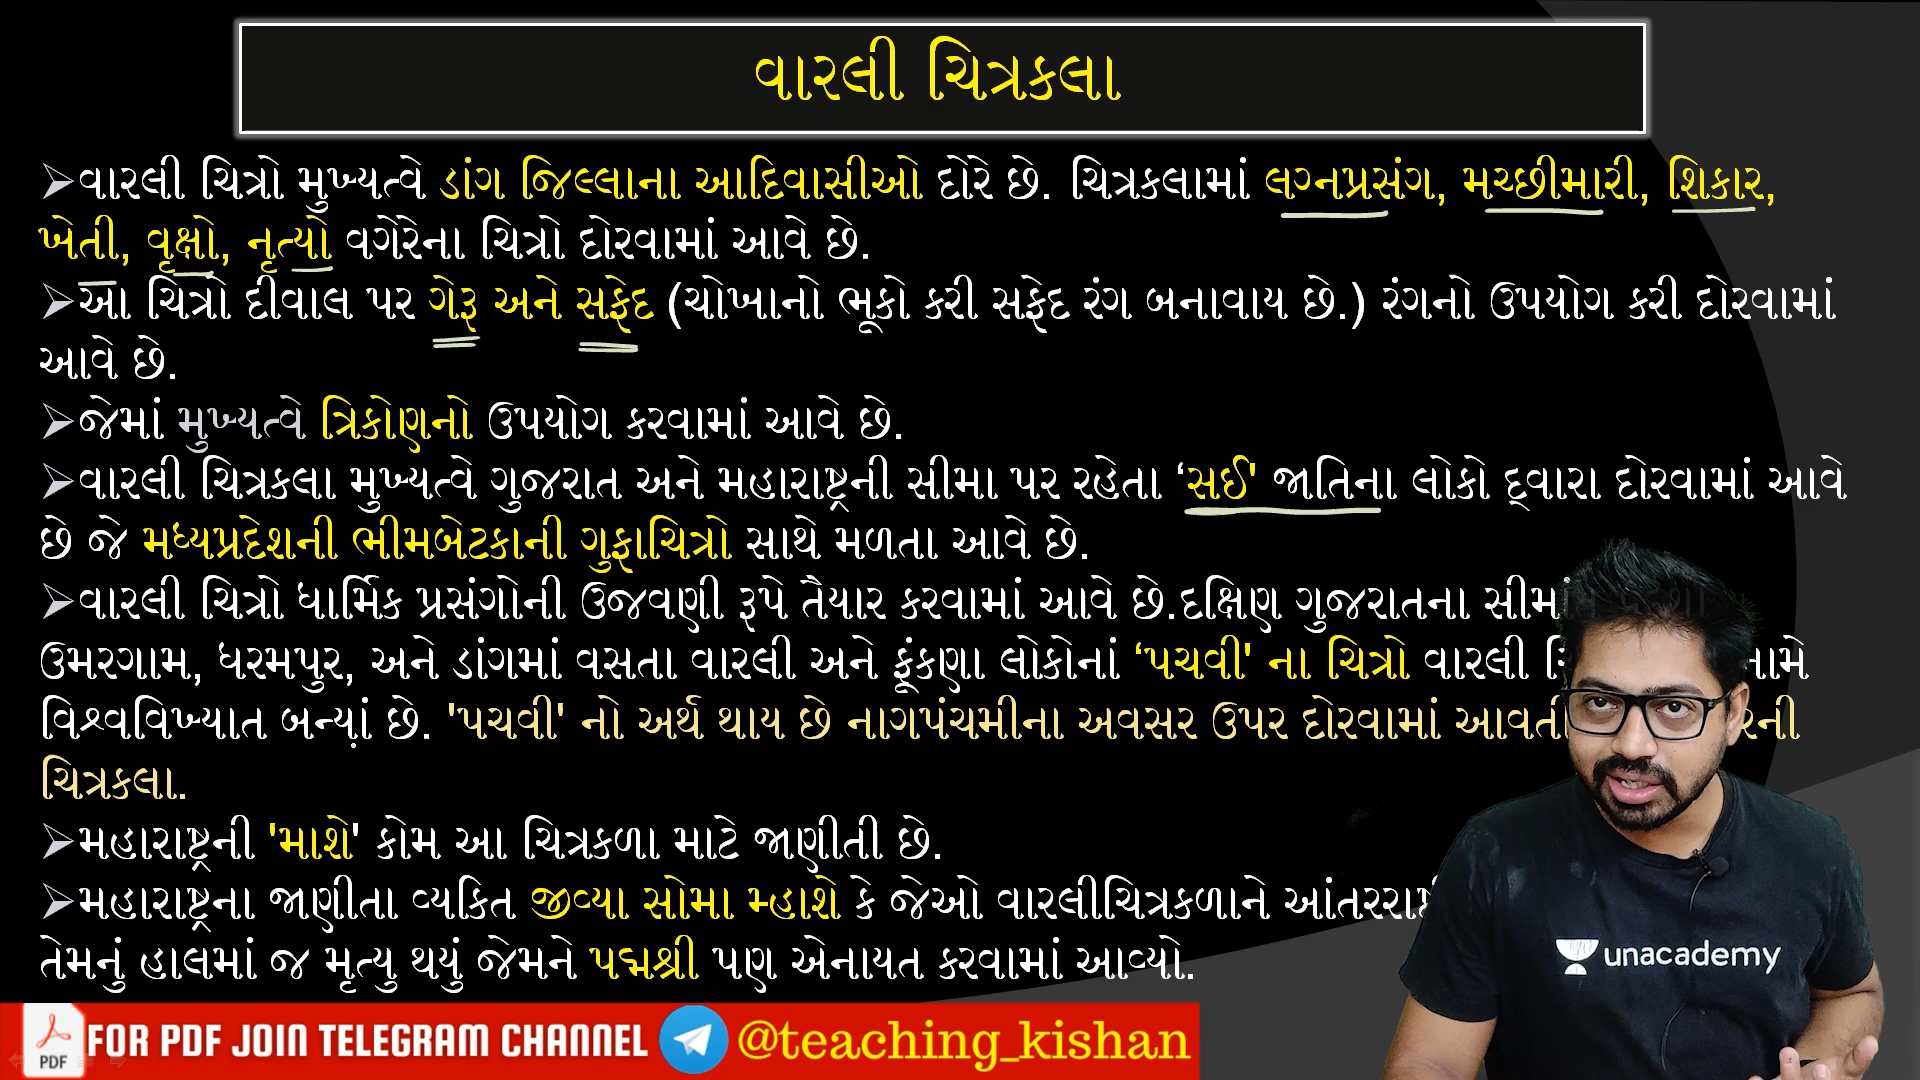 વારલી ચિત્રકલા
➢વારલી ચિત્રો મુખ્યત્વે ડાંગ જિલ્લાના આદિવાસીઓ દોરે છે. ચિત્રકલામાં લગ્નપ્રસંગ, મચ્છીમારી, શિકાર,
ખેતી, વૃક્ષો, નૃત્યો વગેરેના ચિત્રો દોરવામાં આવે છે.
➢આ ચિત્રો દીવાલ પર ગેરૂ અને સફેદ (ચોખાનો ભૂકો કરી સફેદ રંગ બનાવાય છે.) રંગનો ઉપયોગ કરી દોરવામાં
આવે છે.
➢જેમાં મુખ્યત્વે ત્રિકોણનો ઉપયોગ કરવામાં આવે છે.
➢વારલી ચિત્રકલા મુખ્યત્વે ગુજરાત અને મહારાષ્ટ્રની સીમા પર રહેતા ‘સઈ' જાતિના લોકો દ્વારા દોરવામાં આવે
છે જે મધ્યપ્રદેશની ભીમબેટકાની ગુફાચિત્રો સાથે મળતા આવે છે.
➢વારલી ચિત્રો ધાર્મિક પ્રસંગોની ઉજવણી રૂપે તૈયાર કરવામાં આવે છે.દક્ષિણ ગુજરાતના
ઉમરગામ, ધરમપુર, અને ડાંગમાં વસતા વારલી અને કૂંકણા લોકોનાં ‘પચવી' ના ચિત્રો વારલી નામે
વિશ્વવિખ્યાત બન્યાં છે. 'પચવી' નો અર્થ થાય છે નાગપંચમીના અવસર ઉપર દોરવામાં આવતી
ચિત્રકલા.
➢મહારાષ્ટ્રની 'માશે' કોમ આ ચિત્રકળા માટે જાણીતી છે.
➢મહારાષ્ટ્રના જાણીતા વ્યકિત જીવ્યા સોમા મ્હાશે કે જેઓ વારલીચિત્રકળાને
તેમનું હાલમાં જ મૃત્યુ થયું જેમને પદ્મશ્રી પણ એનાયત કરવામાં આવ્યો.
unacademy
PDF FOR PDF JOIN TELEGRAM CHANNEL @teaching_kishan